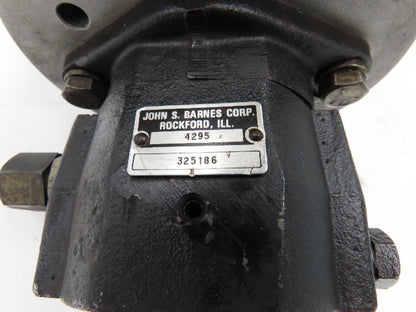 JOHN S. BARNES CORP.
ROCKFORD, ILL.
4295
325186